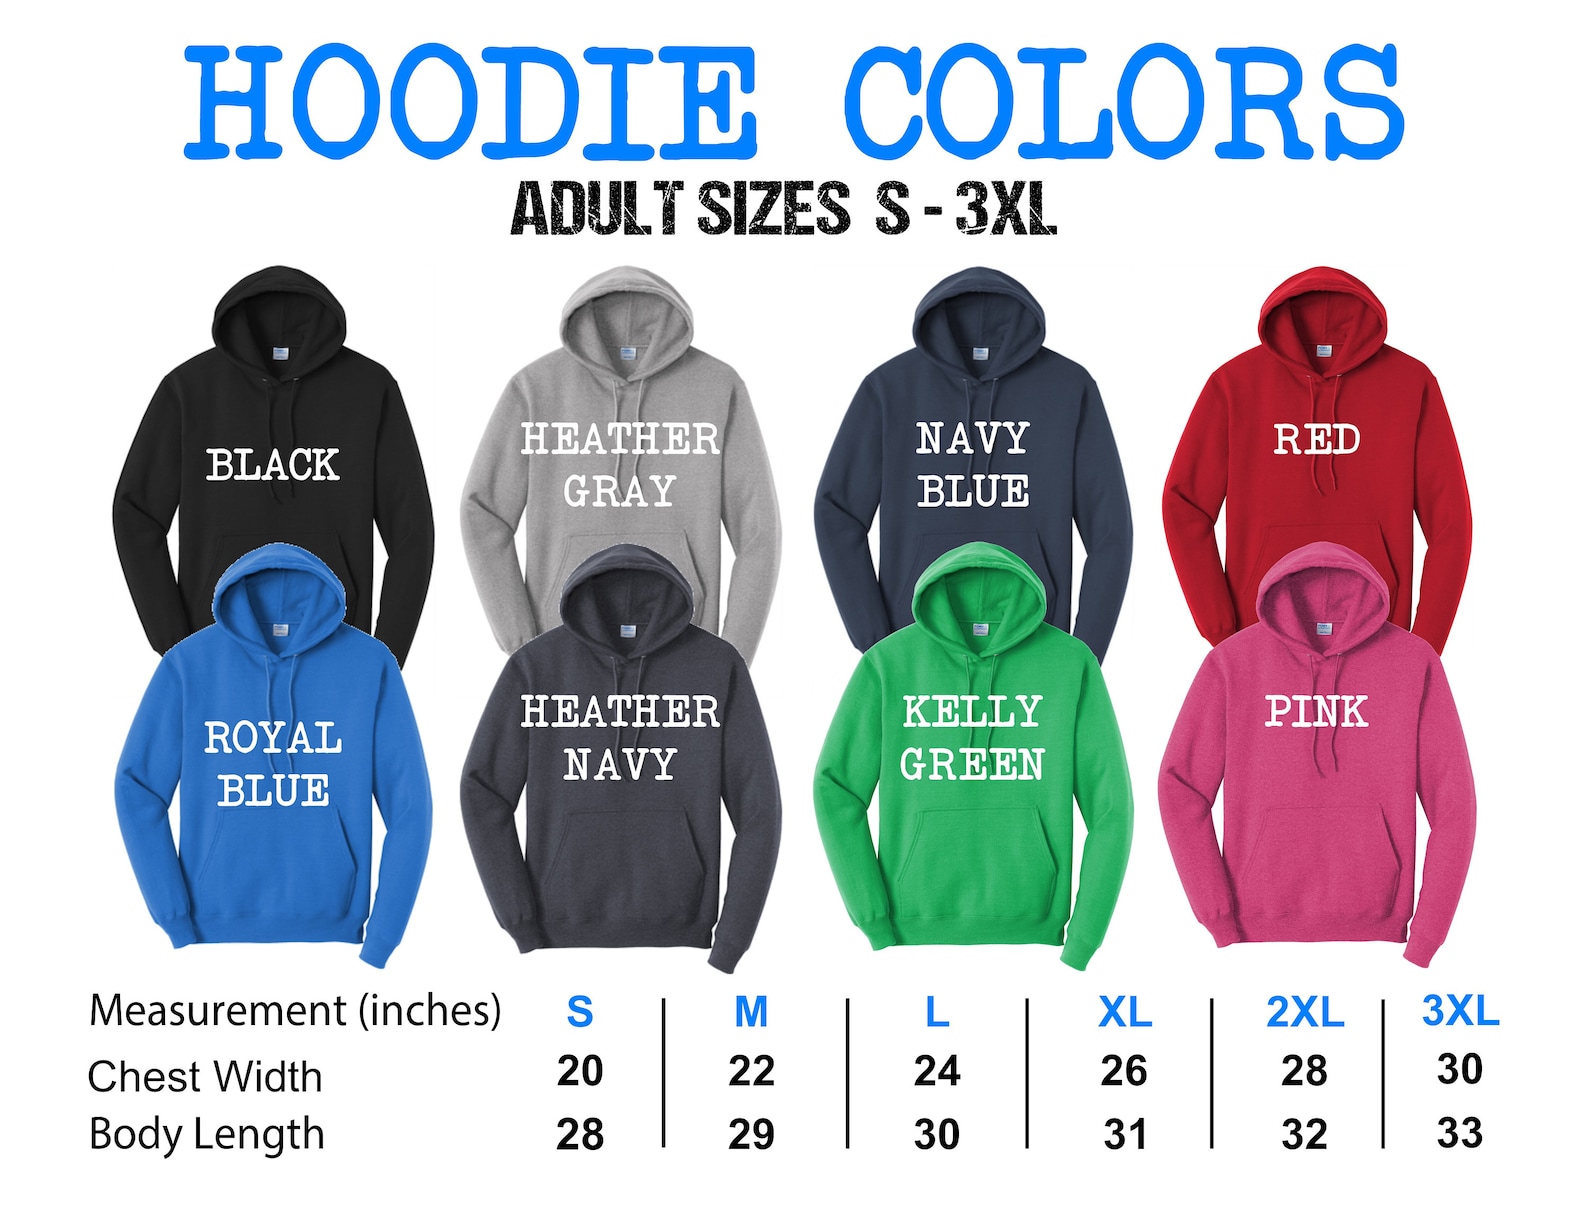 HOODIE COLORS
ADULT SIZES S - 3XL
BLACK
HEATHER
GRAY
NAVY
BLUE
RED
ROYAL
BLUE
HEATHER
NAVY
KELLY
GREEN
PINK
Measurement (inches) S M L XL 2XL 3XL
Chest Width 20 22 24 26 28 30
Body Length 28 29 30 31 32 33